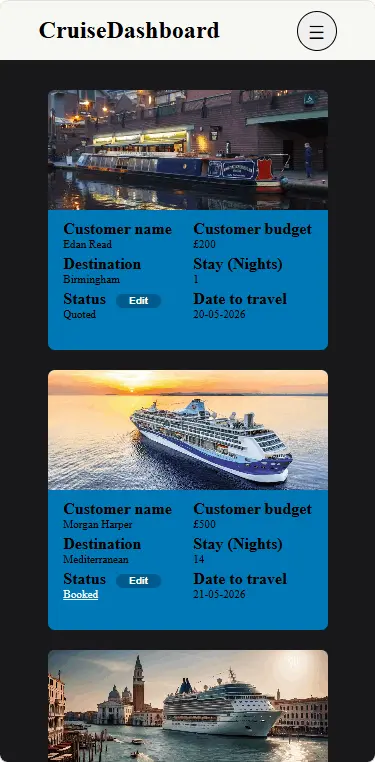 CruiseDashboard
Customer name Customer budget
Edan Read £200
Destination Stay (Nights)
Birmingham 1
Status Edit Date to travel
Quoted 20-05-2026
Customer name Customer budget
Morgan Harper £500
Destination Stay (Nights)
Mediterranean 14
Status Edit Date to travel
Booked 21-05-2026